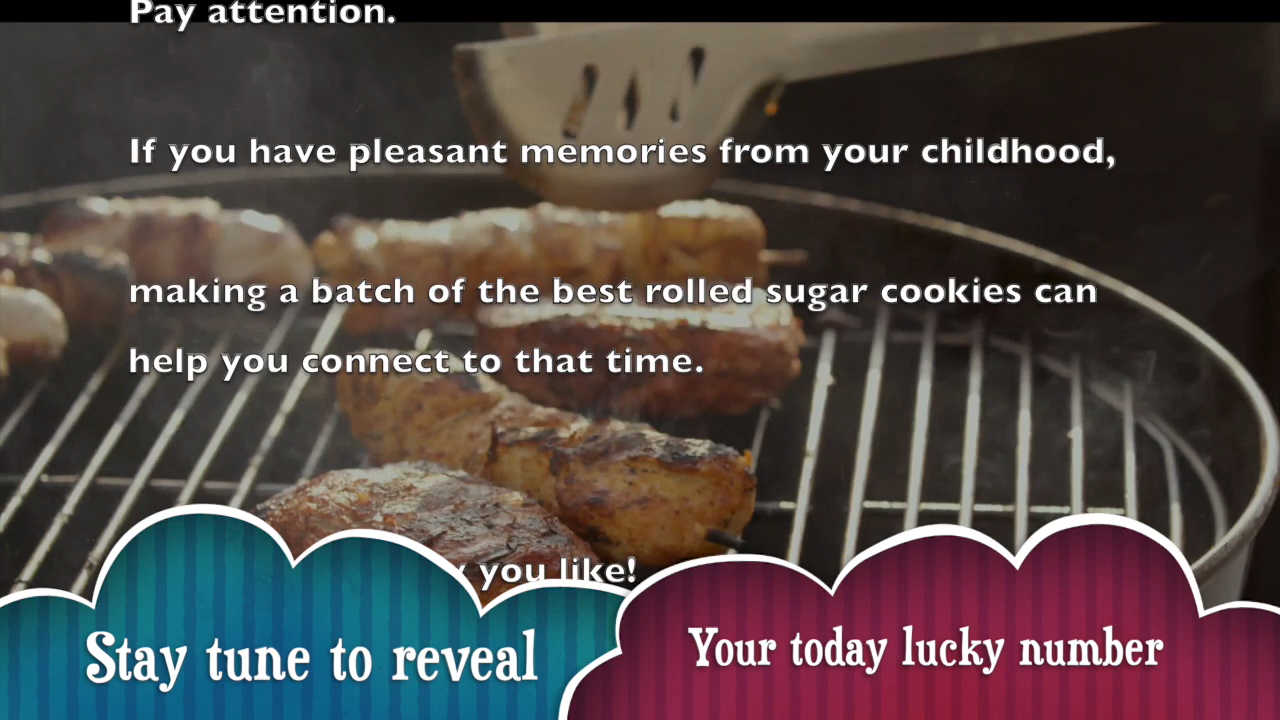 Pay attention.
If you have pleasant memories from your childhood,
making a batch of the best rolled sugar cookies can
help you connect to that time.
you like!
Stay tune to reveal
Your today lucky number